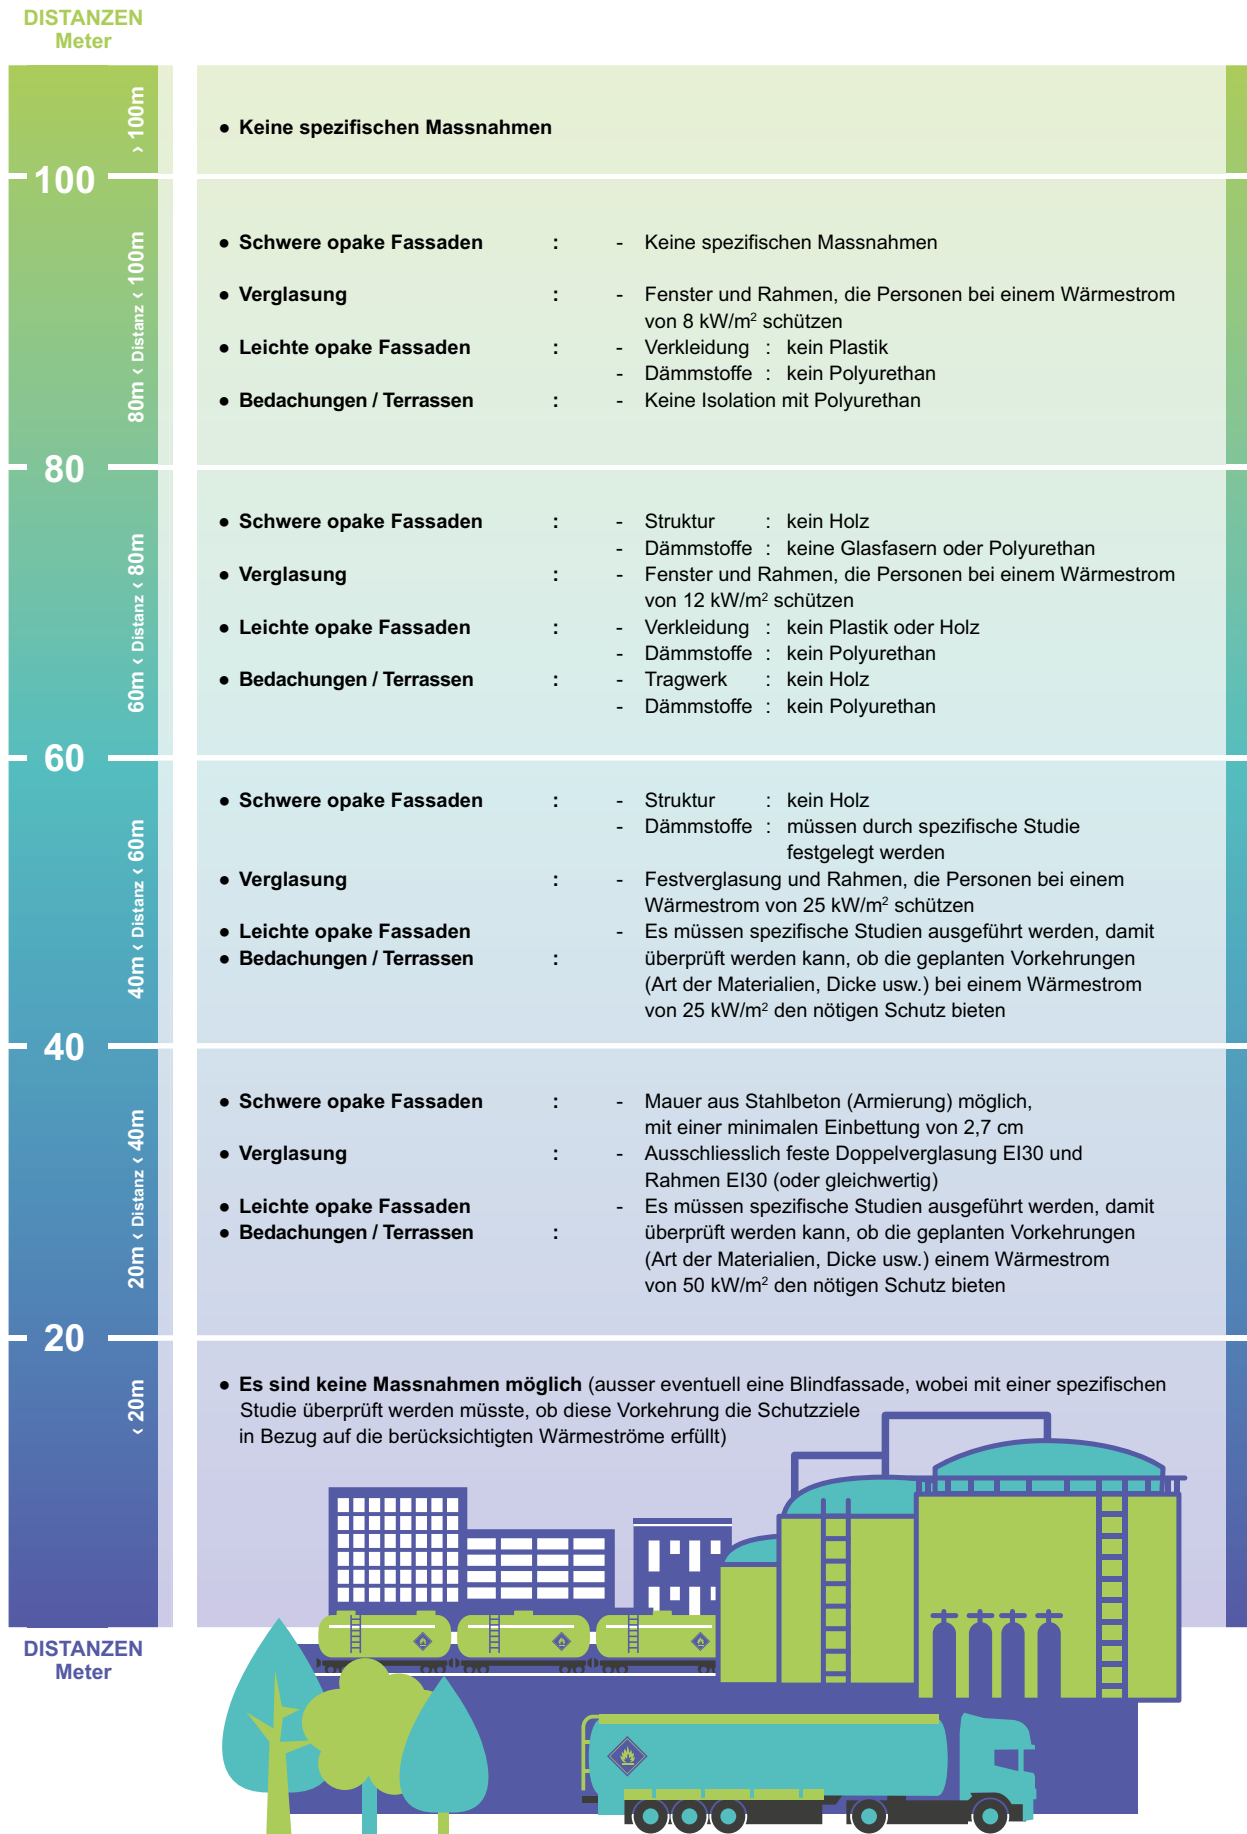 DISTANZEN
Meter
› 100m
● Keine spezifischen Massnahmen
100
80m ‹ Distanz ‹ 100m
● Schwere opake Fassaden : - Keine spezifischen Massnahmen
● Verglasung : - Fenster und Rahmen, die Personen bei einem Wärmestrom
von 8 kW/m² schützen
● Leichte opake Fassaden : - Verkleidung : kein Plastik
- Dämmstoffe : kein Polyurethan
● Bedachungen / Terrassen : - Keine Isolation mit Polyurethan
80
60m ‹ Distanz ‹ 80m
● Schwere opake Fassaden : - Struktur : kein Holz
- Dämmstoffe : keine Glasfasern oder Polyurethan
● Verglasung : - Fenster und Rahmen, die Personen bei einem Wärmestrom
von 12 kW/m² schützen
● Leichte opake Fassaden : - Verkleidung : kein Plastik oder Holz
- Dämmstoffe : kein Polyurethan
● Bedachungen / Terrassen : - Tragwerk : kein Holz
- Dämmstoffe : kein Polyurethan
60
40m ‹ Distanz ‹ 60m
● Schwere opake Fassaden : - Struktur : kein Holz
- Dämmstoffe : müssen durch spezifische Studie
festgelegt werden
● Verglasung : - Festverglasung und Rahmen, die Personen bei einem
Wärmestrom von 25 kW/m² schützen
● Leichte opake Fassaden - Es müssen spezifische Studien ausgeführt werden, damit
● Bedachungen / Terrassen : überprüft werden kann, ob die geplanten Vorkehrungen
(Art der Materialien, Dicke usw.) bei einem Wärmestrom
von 25 kW/m² den nötigen Schutz bieten
40
20m ‹ Distanz ‹ 40m
● Schwere opake Fassaden : - Mauer aus Stahlbeton (Armierung) möglich,
mit einer minimalen Einbettung von 2,7 cm
● Verglasung : - Ausschliesslich feste Doppelverglasung EI30 und
Rahmen EI30 (oder gleichwertig)
● Leichte opake Fassaden - Es müssen spezifische Studien ausgeführt werden, damit
● Bedachungen / Terrassen : überprüft werden kann, ob die geplanten Vorkehrungen
(Art der Materialien, Dicke usw.) einem Wärmestrom
von 50 kW/m² den nötigen Schutz bieten
20
‹ 20m
● Es sind keine Massnahmen möglich (ausser eventuell eine Blindfassade, wobei mit einer spezifischen
Studie überprüft werden müsste, ob diese Vorkehrung die Schutzziele
in Bezug auf die berücksichtigten Wärmeströme erfüllt)
DISTANZEN
Meter